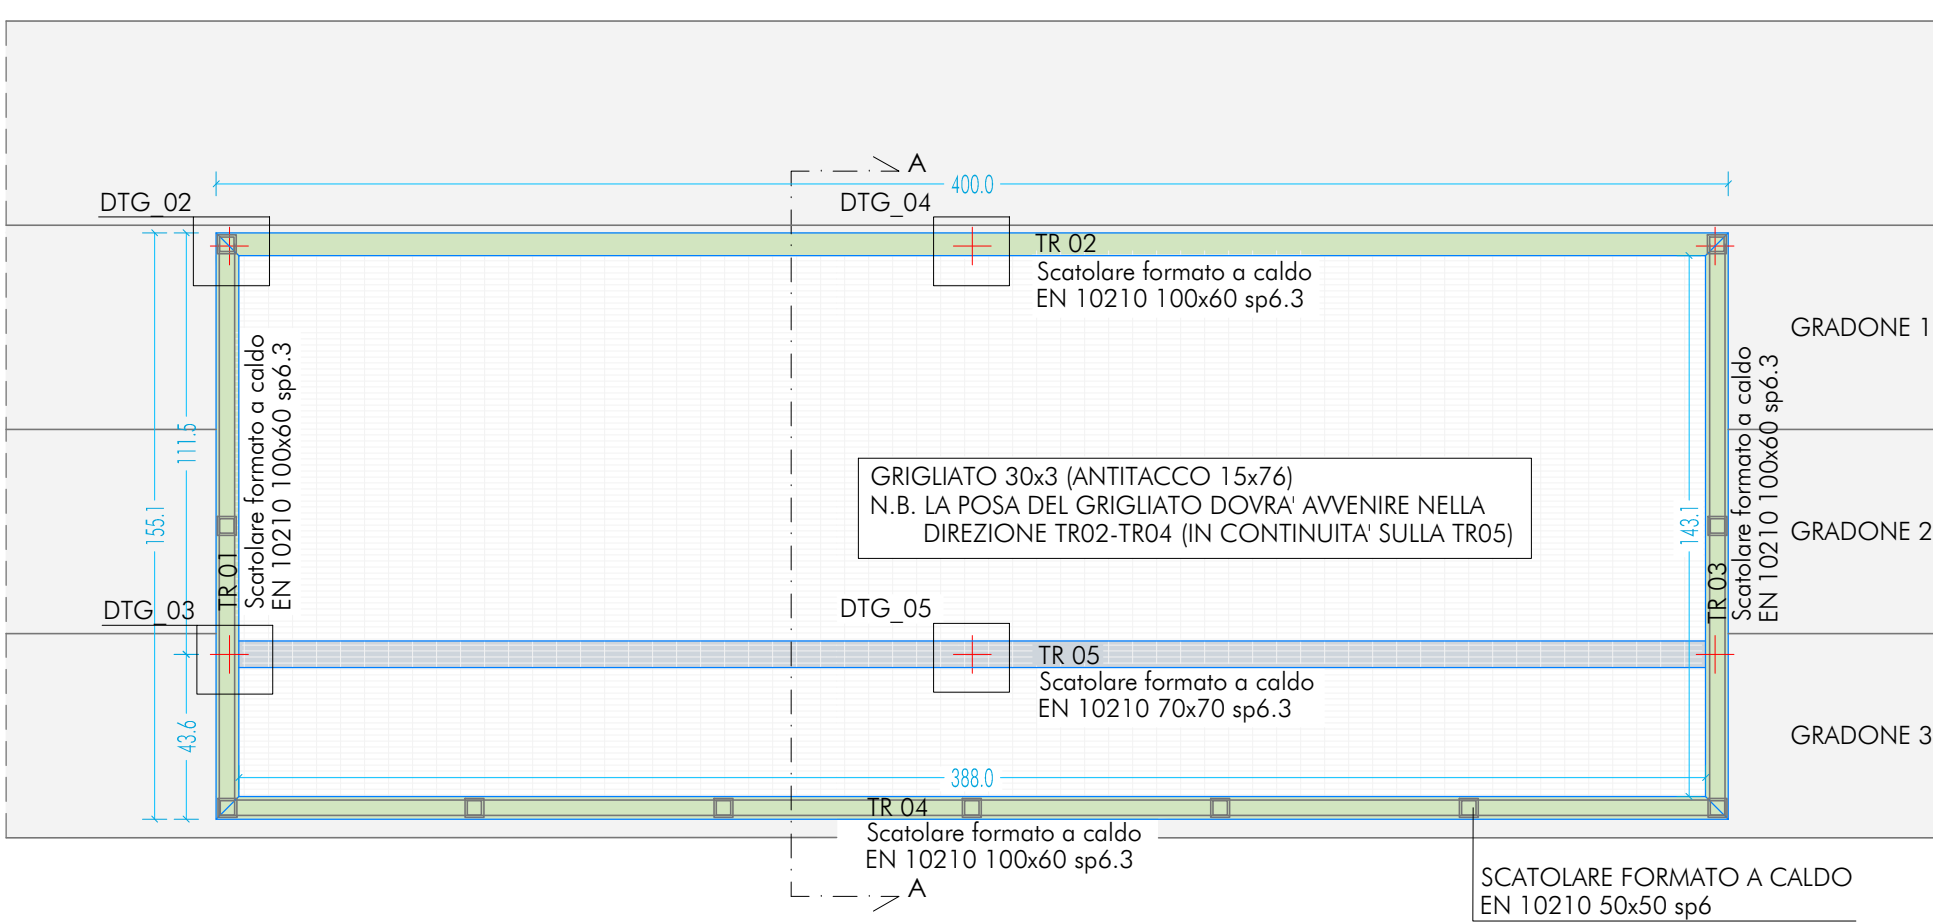 A
400.0
DTG_02
DTG_04
TR 02
Scatolare formato a caldo
EN 10210 100x60 sp6.3
GRADONE 1
Scatolare formato a caldo
EN 10210 100x60 sp6.3
TR 01
111.5
155.1
GRIGLIATO 30x3 (ANTITACCO 15x76)
N.B. LA POSA DEL GRIGLIATO DOVRA' AVVENIRE NELLA
DIREZIONE TR02-TR04 (IN CONTINUITA' SULLA TR05)
143.1
TR 03
Scatolare formato a caldo
EN 10210 100x60 sp6.3
GRADONE 2
DTG_03
DTG_05
TR 05
Scatolare formato a caldo
EN 10210 70x70 sp6.3
43.6
GRADONE 3
388.0
TR 04
Scatolare formato a caldo
EN 10210 100x60 sp6.3
A
SCATOLARE FORMATO A CALDO
EN 10210 50x50 sp6